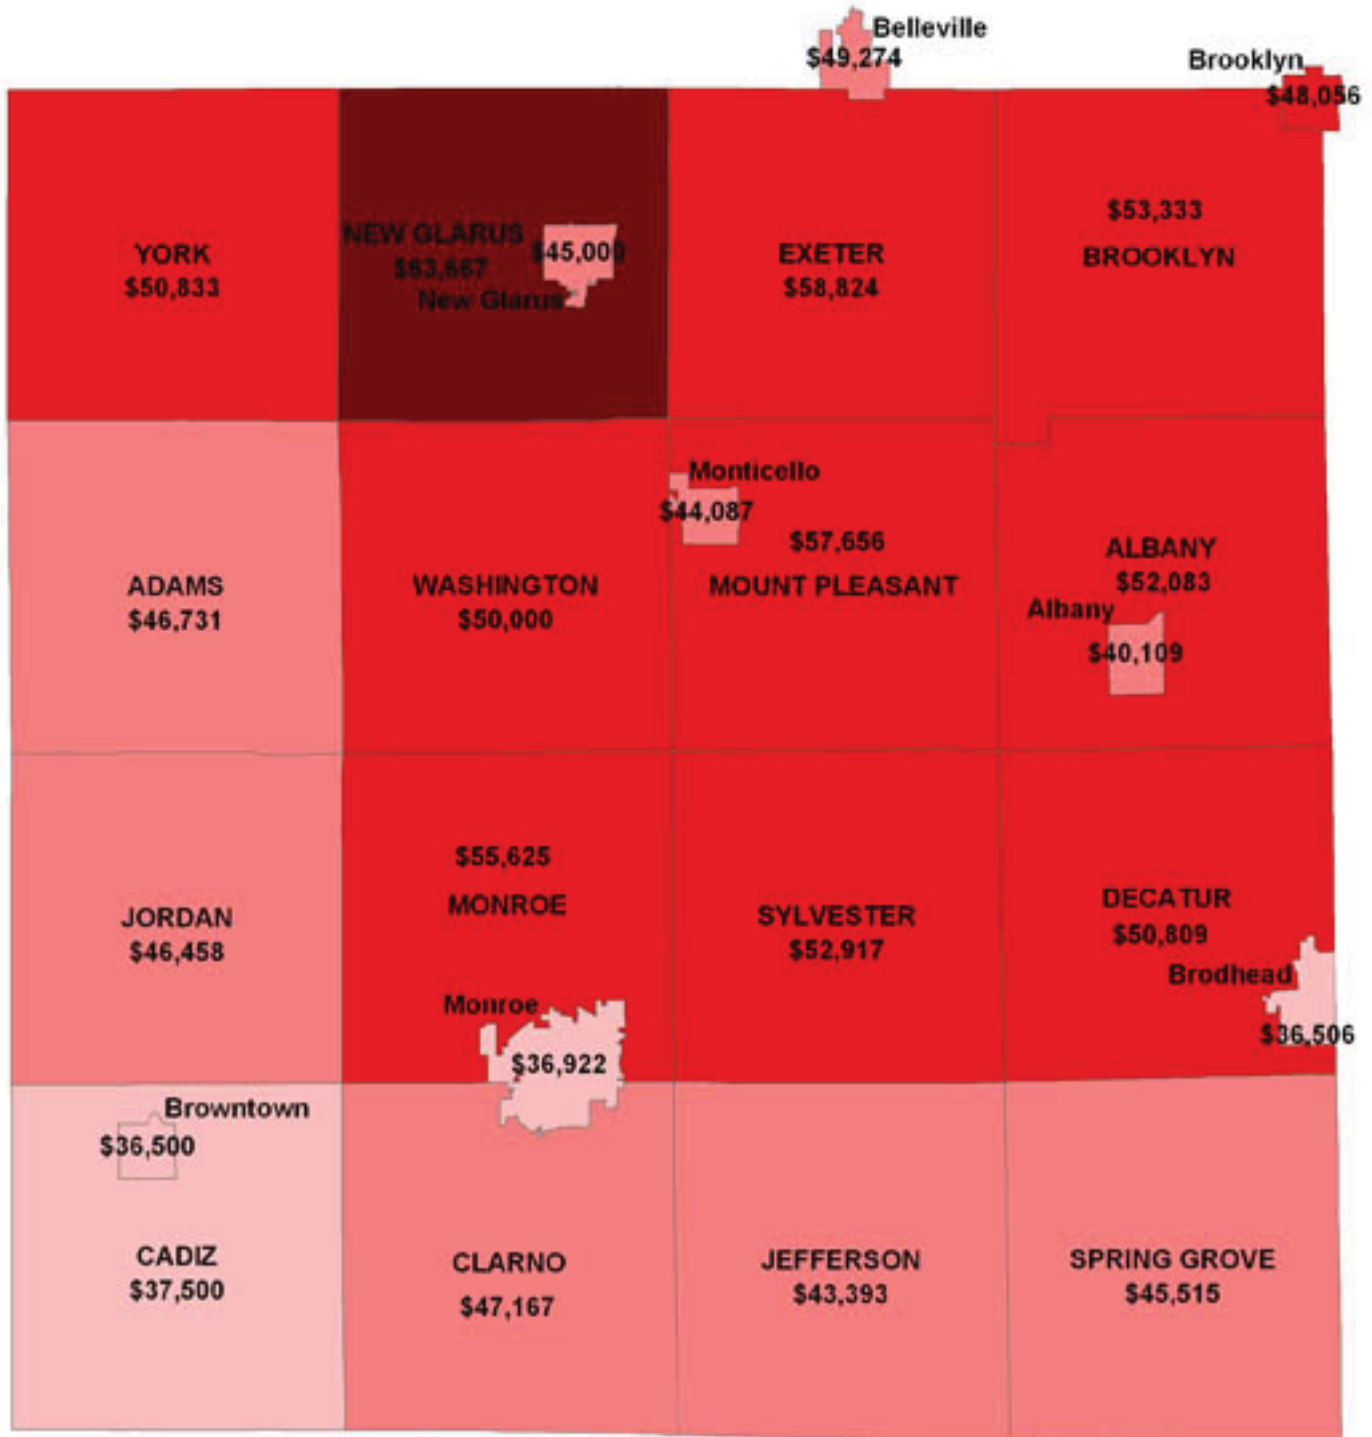 Belleville
$49,274
Brooklyn
$48,056
YORK
$50,833
NEW GLARUS
$63,667
$45,000
New Glarus
EXETER
$58,824
$53,333
BROOKLYN
ADAMS
$46,731
WASHINGTON
$50,000
Monticello
$44,087
$57,656
MOUNT PLEASANT
ALBANY
$52,083
Albany
$40,109
JORDAN
$46,458
$55,625
MONROE
Monroe
$36,922
SYLVESTER
$52,917
DECATUR
$50,809
Brodhead
$36,506
Browntown
$36,500
CADIZ
$37,500
CLARNO
$47,167
JEFFERSON
$43,393
SPRING GROVE
$45,515